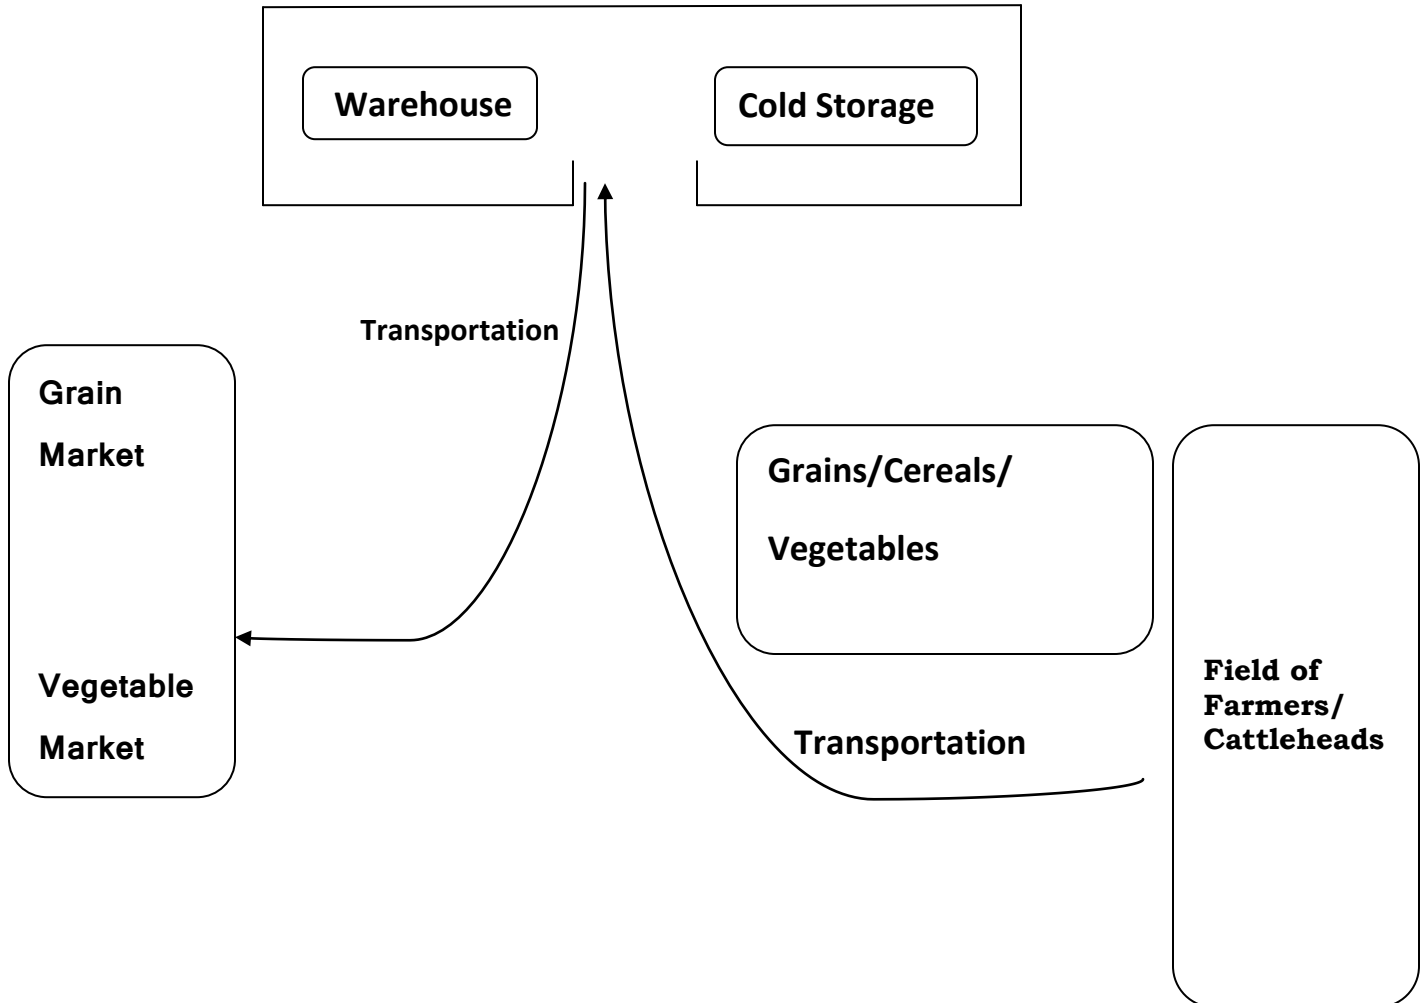 Warehouse
Cold Storage
Transportation
Grain
Market
Vegetable
Market
Grains/Cereals/
Vegetables
Transportation
Field of
Farmers/
Cattleheads